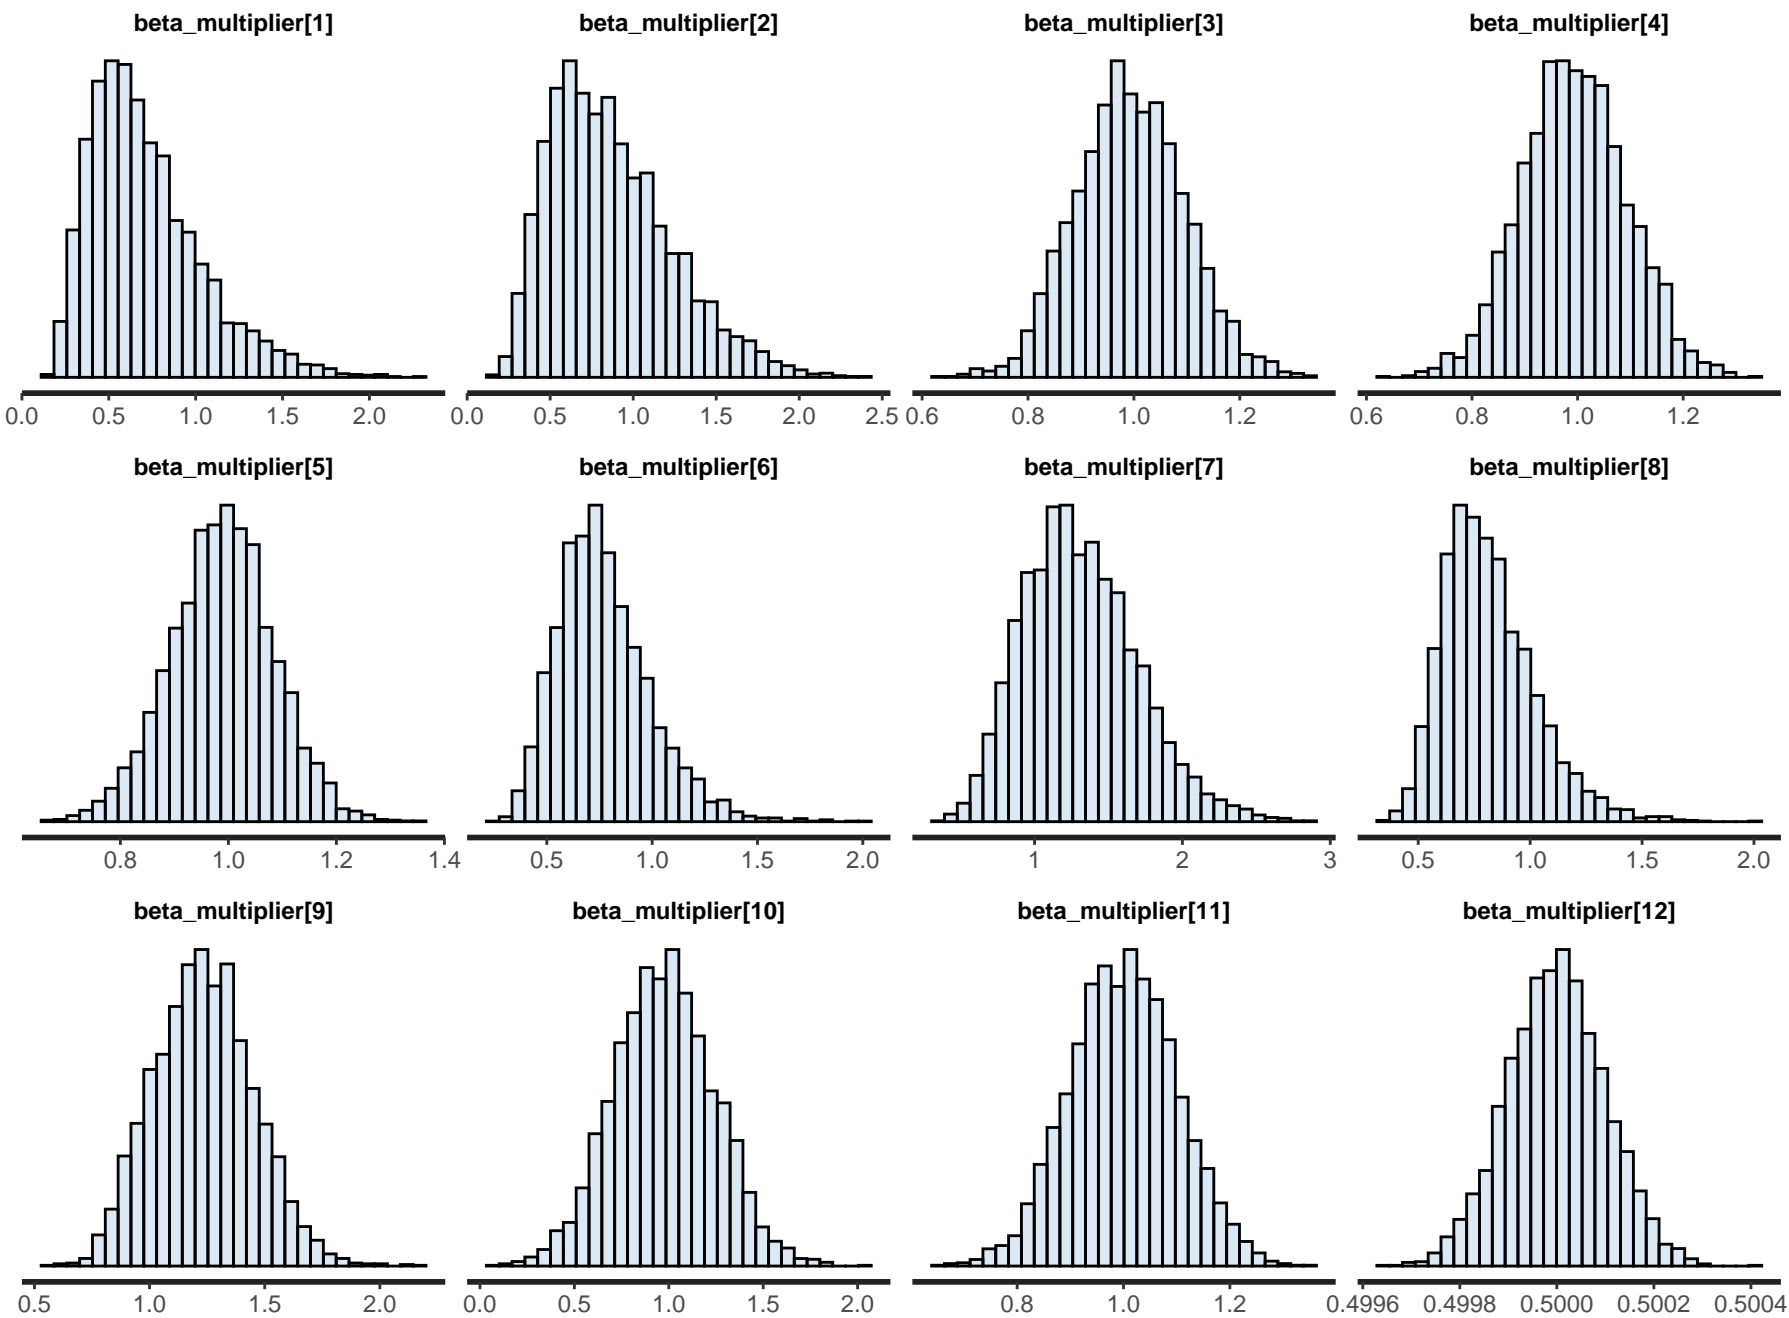 beta_multiplier[1] beta_multiplier[2] beta_multiplier[3] beta_multiplier[4]
0.0 0.5 1.0 1.5 2.0 0.0 0.5 1.0 1.5 2.0 2.5 0.6 0.8 1.0 1.2 0.6 0.8 1.0 1.2
beta_multiplier[5] beta_multiplier[6] beta_multiplier[7] beta_multiplier[8]
0.8 1.0 1.2 1.4 0.5 1.0 1.5 2.0 1 2 3 0.5 1.0 1.5 2.0
beta_multiplier[9] beta_multiplier[10] beta_multiplier[11] beta_multiplier[12]
0.5 1.0 1.5 2.0 0.0 0.5 1.0 1.5 2.0 0.8 1.0 1.2 0.4996 0.4998 0.5000 0.5002 0.5004